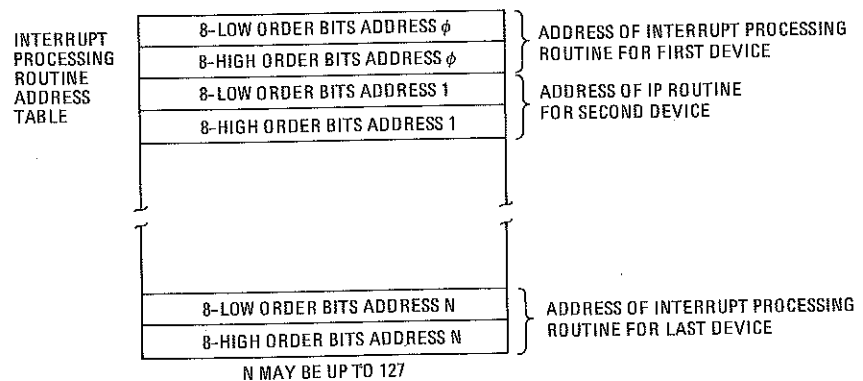 INTERRUPT
PROCESSING
ROUTINE
ADDRESS
TABLE
8-LOW ORDER BITS ADDRESS ϕ
8-HIGH ORDER BITS ADDRESS ϕ
8-LOW ORDER BITS ADDRESS 1
8-HIGH ORDER BITS ADDRESS 1
ADDRESS OF INTERRUPT PROCESSING
ROUTINE FOR FIRST DEVICE
ADDRESS OF IP ROUTINE
FOR SECOND DEVICE
8-LOW ORDER BITS ADDRESS N
8-HIGH ORDER BITS ADDRESS N
ADDRESS OF INTERRUPT PROCESSING
ROUTINE FOR LAST DEVICE
N MAY BE UP TO 127